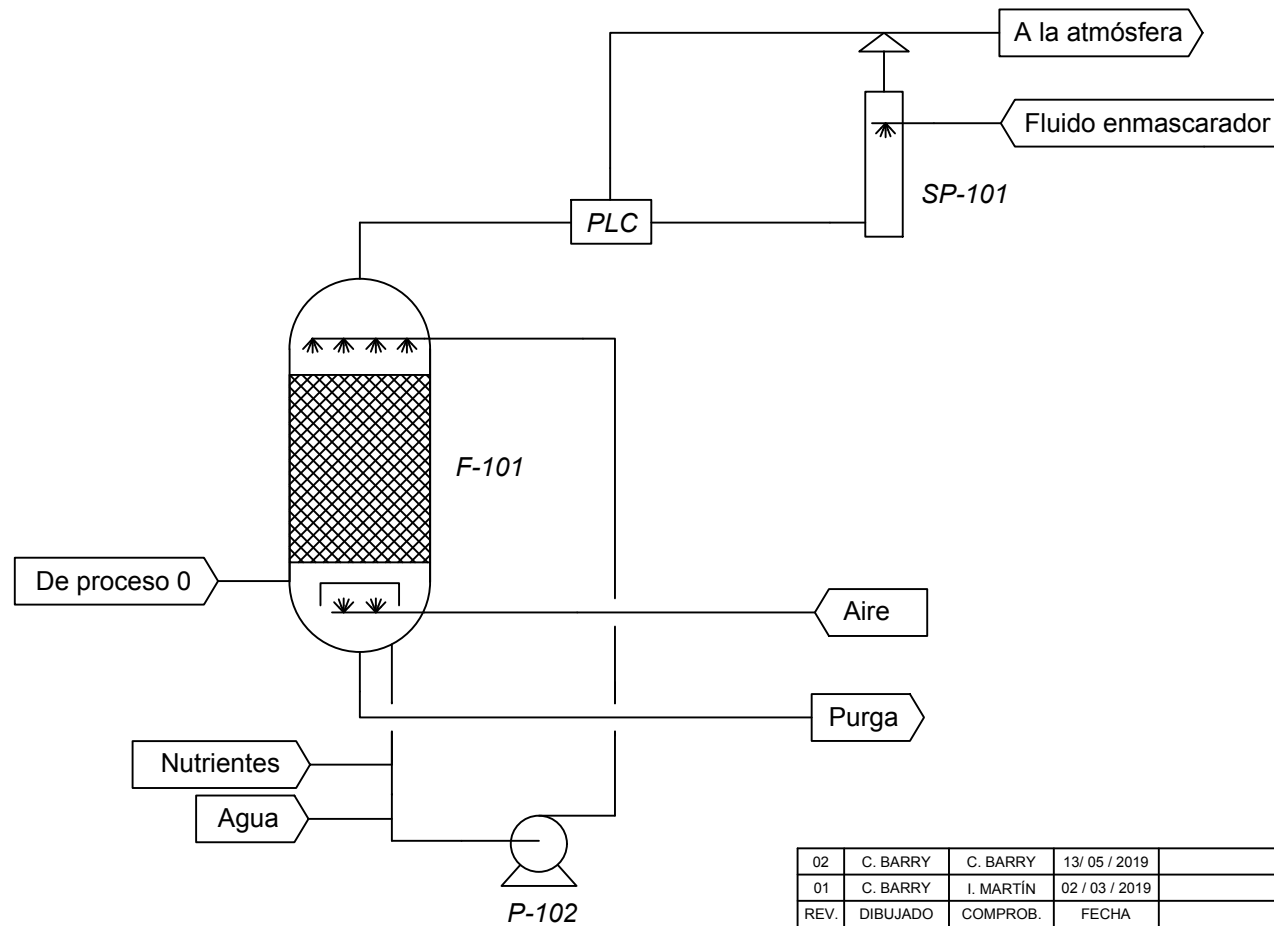 A la atmósfera
Fluido enmascarador
SP-101
PLC
F-101
De proceso 0
Aire
Purga
Nutrientes
Agua
P-102
02 C. BARRY C. BARRY 13/ 05 / 2019
01 C. BARRY I. MARTÍN 02 / 03 / 2019
REV. DIBUJADO COMPROB. FECHA